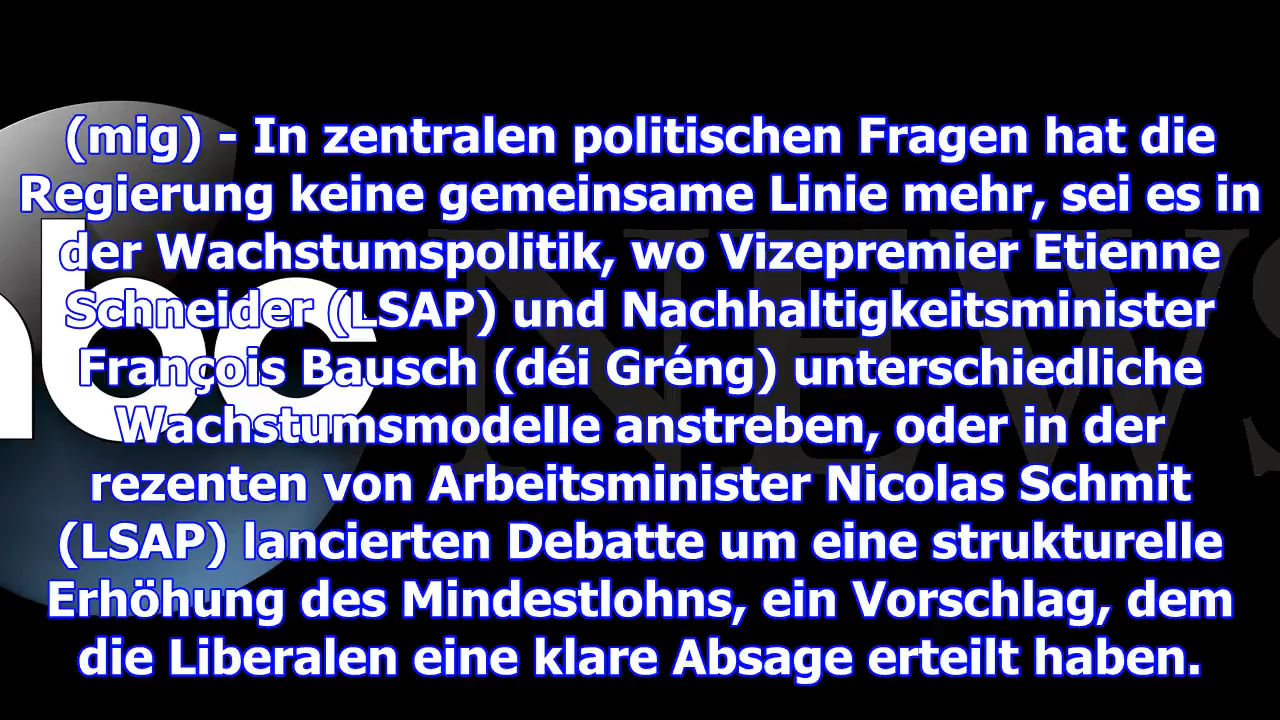 (mig) - In zentralen politischen Fragen hat die
Regierung keine gemeinsame Linie mehr, sei es in
der Wachstumspolitik, wo Vizepremier Etienne
Schneider (LSAP) und Nachhaltigkeitsminister
François Bausch (déi Gréng) unterschiedliche
Wachstumsmodelle anstreben, oder in der
rezenten von Arbeitsminister Nicolas Schmit
(LSAP) lancierten Debatte um eine strukturelle
Erhöhung des Mindestlohns, ein Vorschlag, dem
die Liberalen eine klare Absage erteilt haben.
abc NEWS